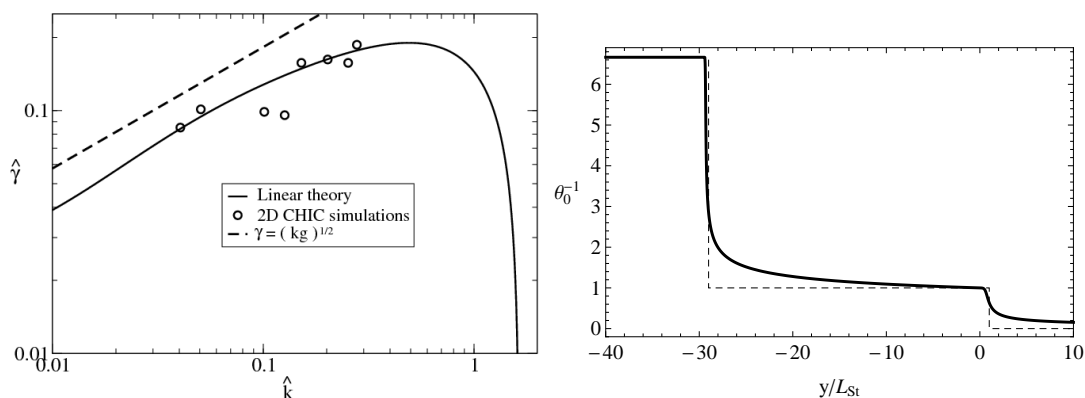 0.1
0.01
γ̂
0.01
0.1
1
k̂
Linear theory
2D CHIC simulations
γ = ( kg )^1/2
6
5
4
3
2
1
0
θ₀⁻¹
−40
−30
−20
−10
0
10
y/L_St